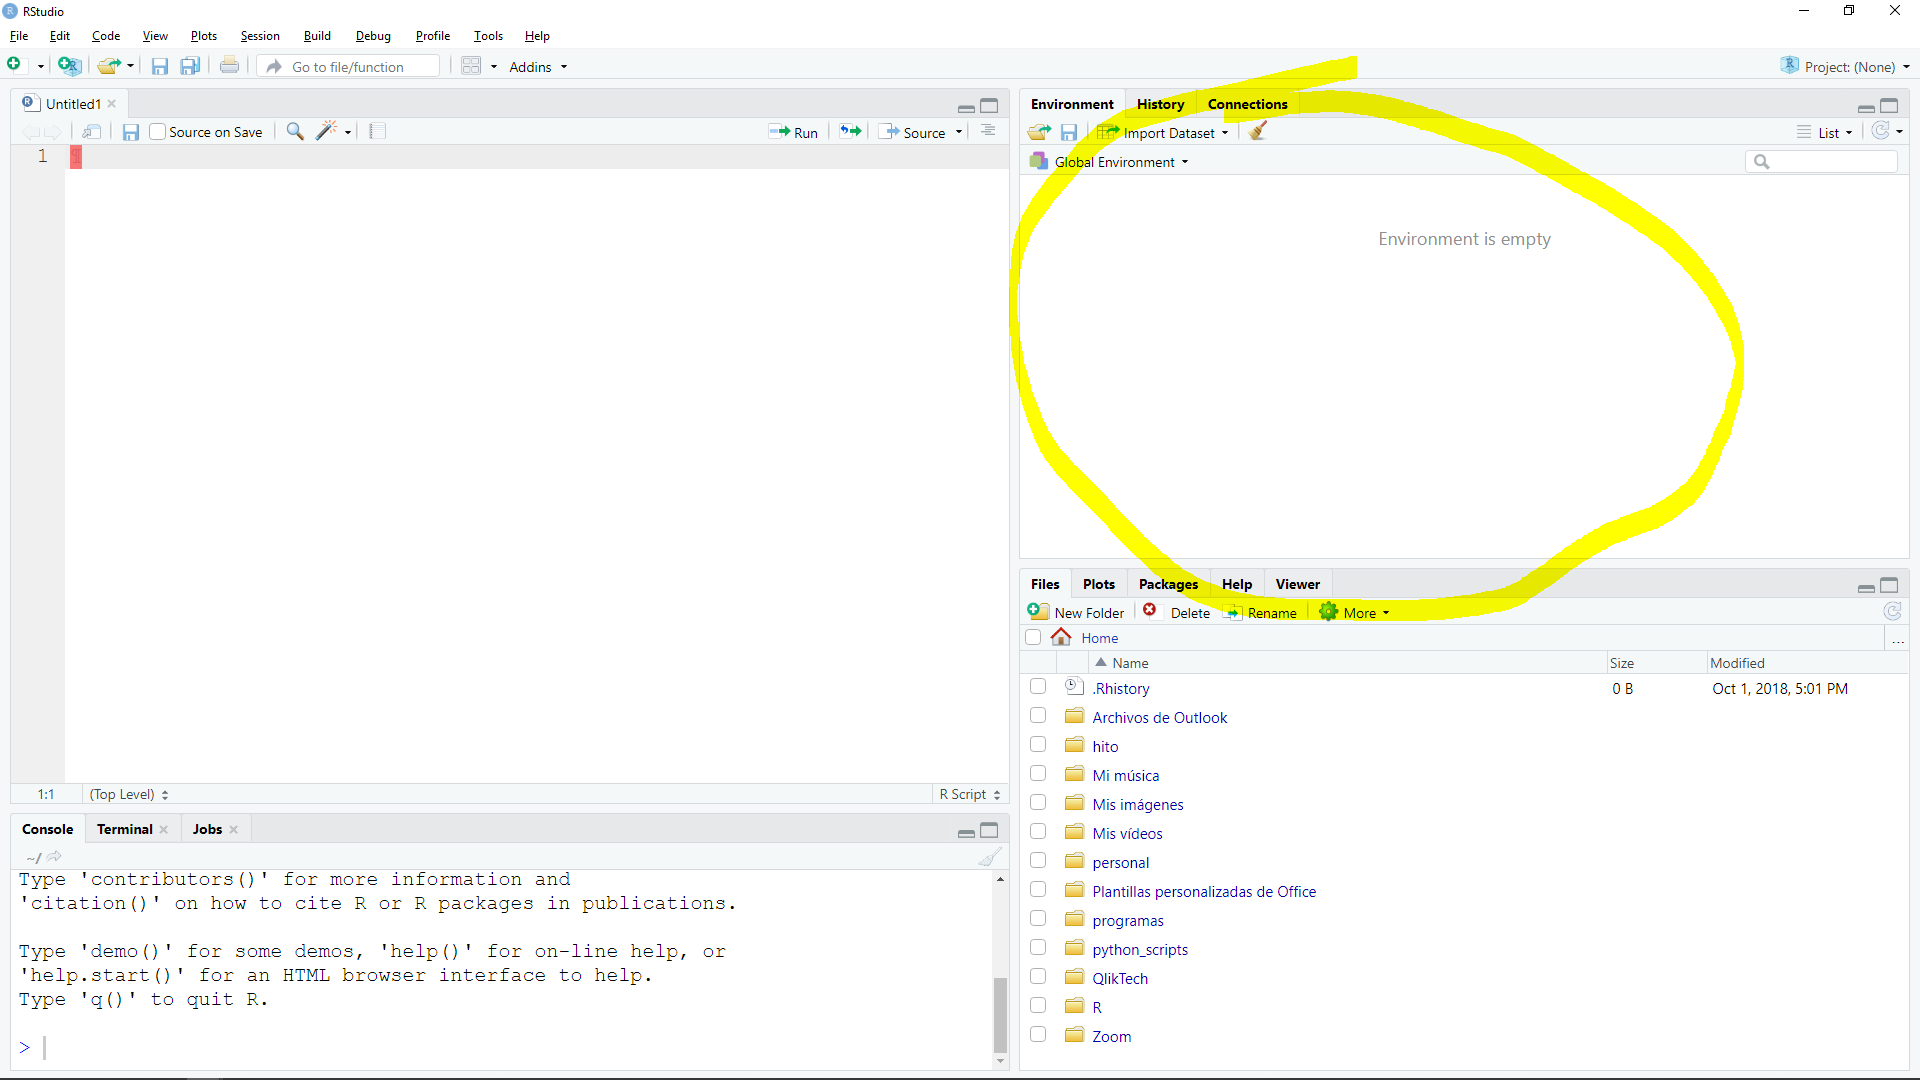 RStudio
File Edit Code View Plots Session Build Debug Profile Tools Help
Go to file/function Addins Project: (None)
Untitled1
Source on Save Run Source
1 ¶
1:1 (Top Level) R Script
Console Terminal Jobs
~/
Type 'contributors()' for more information and
'citation()' on how to cite R or R packages in publications.
Type 'demo()' for some demos, 'help()' for on-line help, or
'help.start()' for an HTML browser interface to help.
Type 'q()' to quit R.
>
Environment History Connections
Import Dataset List
Global Environment
Environment is empty
Files Plots Packages Help Viewer
New Folder Delete Rename More
Home ...
Name Size Modified
.Rhistory 0 B Oct 1, 2018, 5:01 PM
Archivos de Outlook
hito
Mi música
Mis imágenes
Mis vídeos
personal
Plantillas personalizadas de Office
programas
python_scripts
QlikTech
R
Zoom